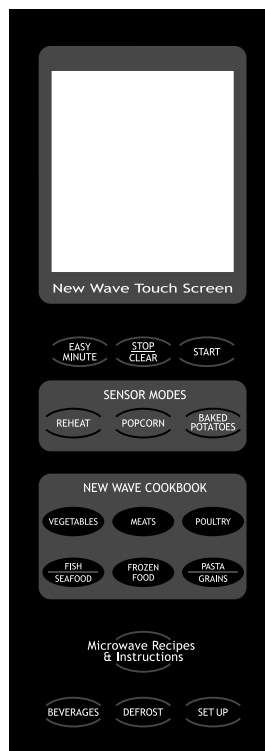 New Wave Touch Screen
EASY
MINUTE
STOP
CLEAR
START
SENSOR MODES
REHEAT
POPCORN
BAKED
POTATOES
NEW WAVE COOKBOOK
VEGETABLES
MEATS
POULTRY
FISH
SEAFOOD
FROZEN
FOOD
PASTA
GRAINS
Microwave Recipes
& Instructions
BEVERAGES
DEFROST
SET UP